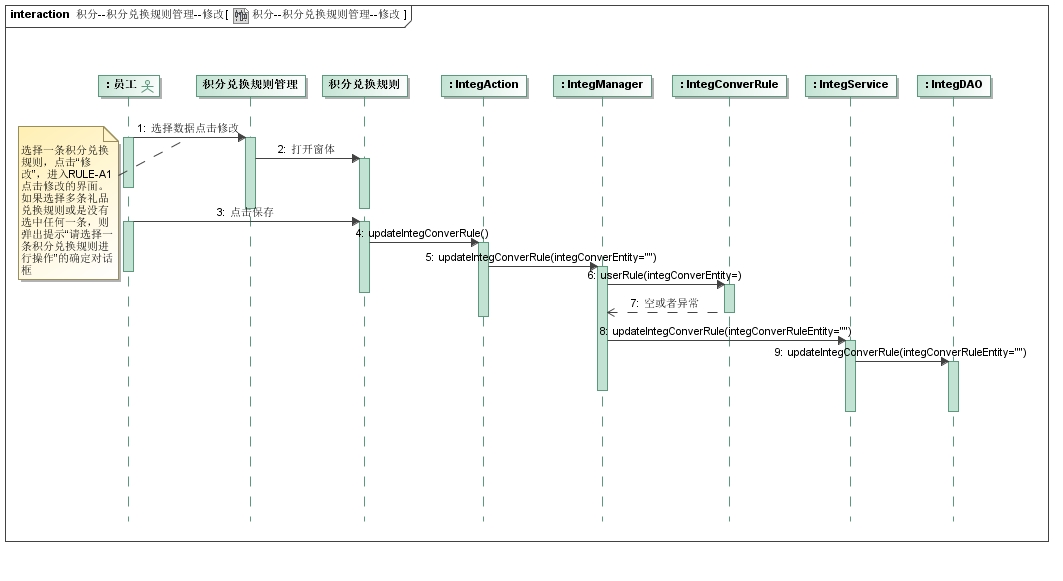 interaction 积分--积分兑换规则管理--修改[ 积分--积分兑换规则管理--修改 ]
: 员工
积分兑换规则管理
积分兑换规则
: IntegAction
: IntegManager
: IntegConverRule
: IntegService
: IntegDAO
选择一条积分兑换
规则，点击“修
改”，进入RULE-A1
点击修改的界面。
如果选择多条礼品
兑换规则或是没有
选中任何一条，则
弹出提示“请选择一
条积分兑换规则进
行操作”的确定对话
框
1: 选择数据点击修改
2: 打开窗体
3: 点击保存
4: updateIntegConverRule()
5: updateIntegConverRule(integConverEntity="")
6: userRule(integConverEntity=)
7: 空或者异常
8: updateIntegConverRule(integConverRuleEntity="")
9: updateIntegConverRule(integConverRuleEntity="")